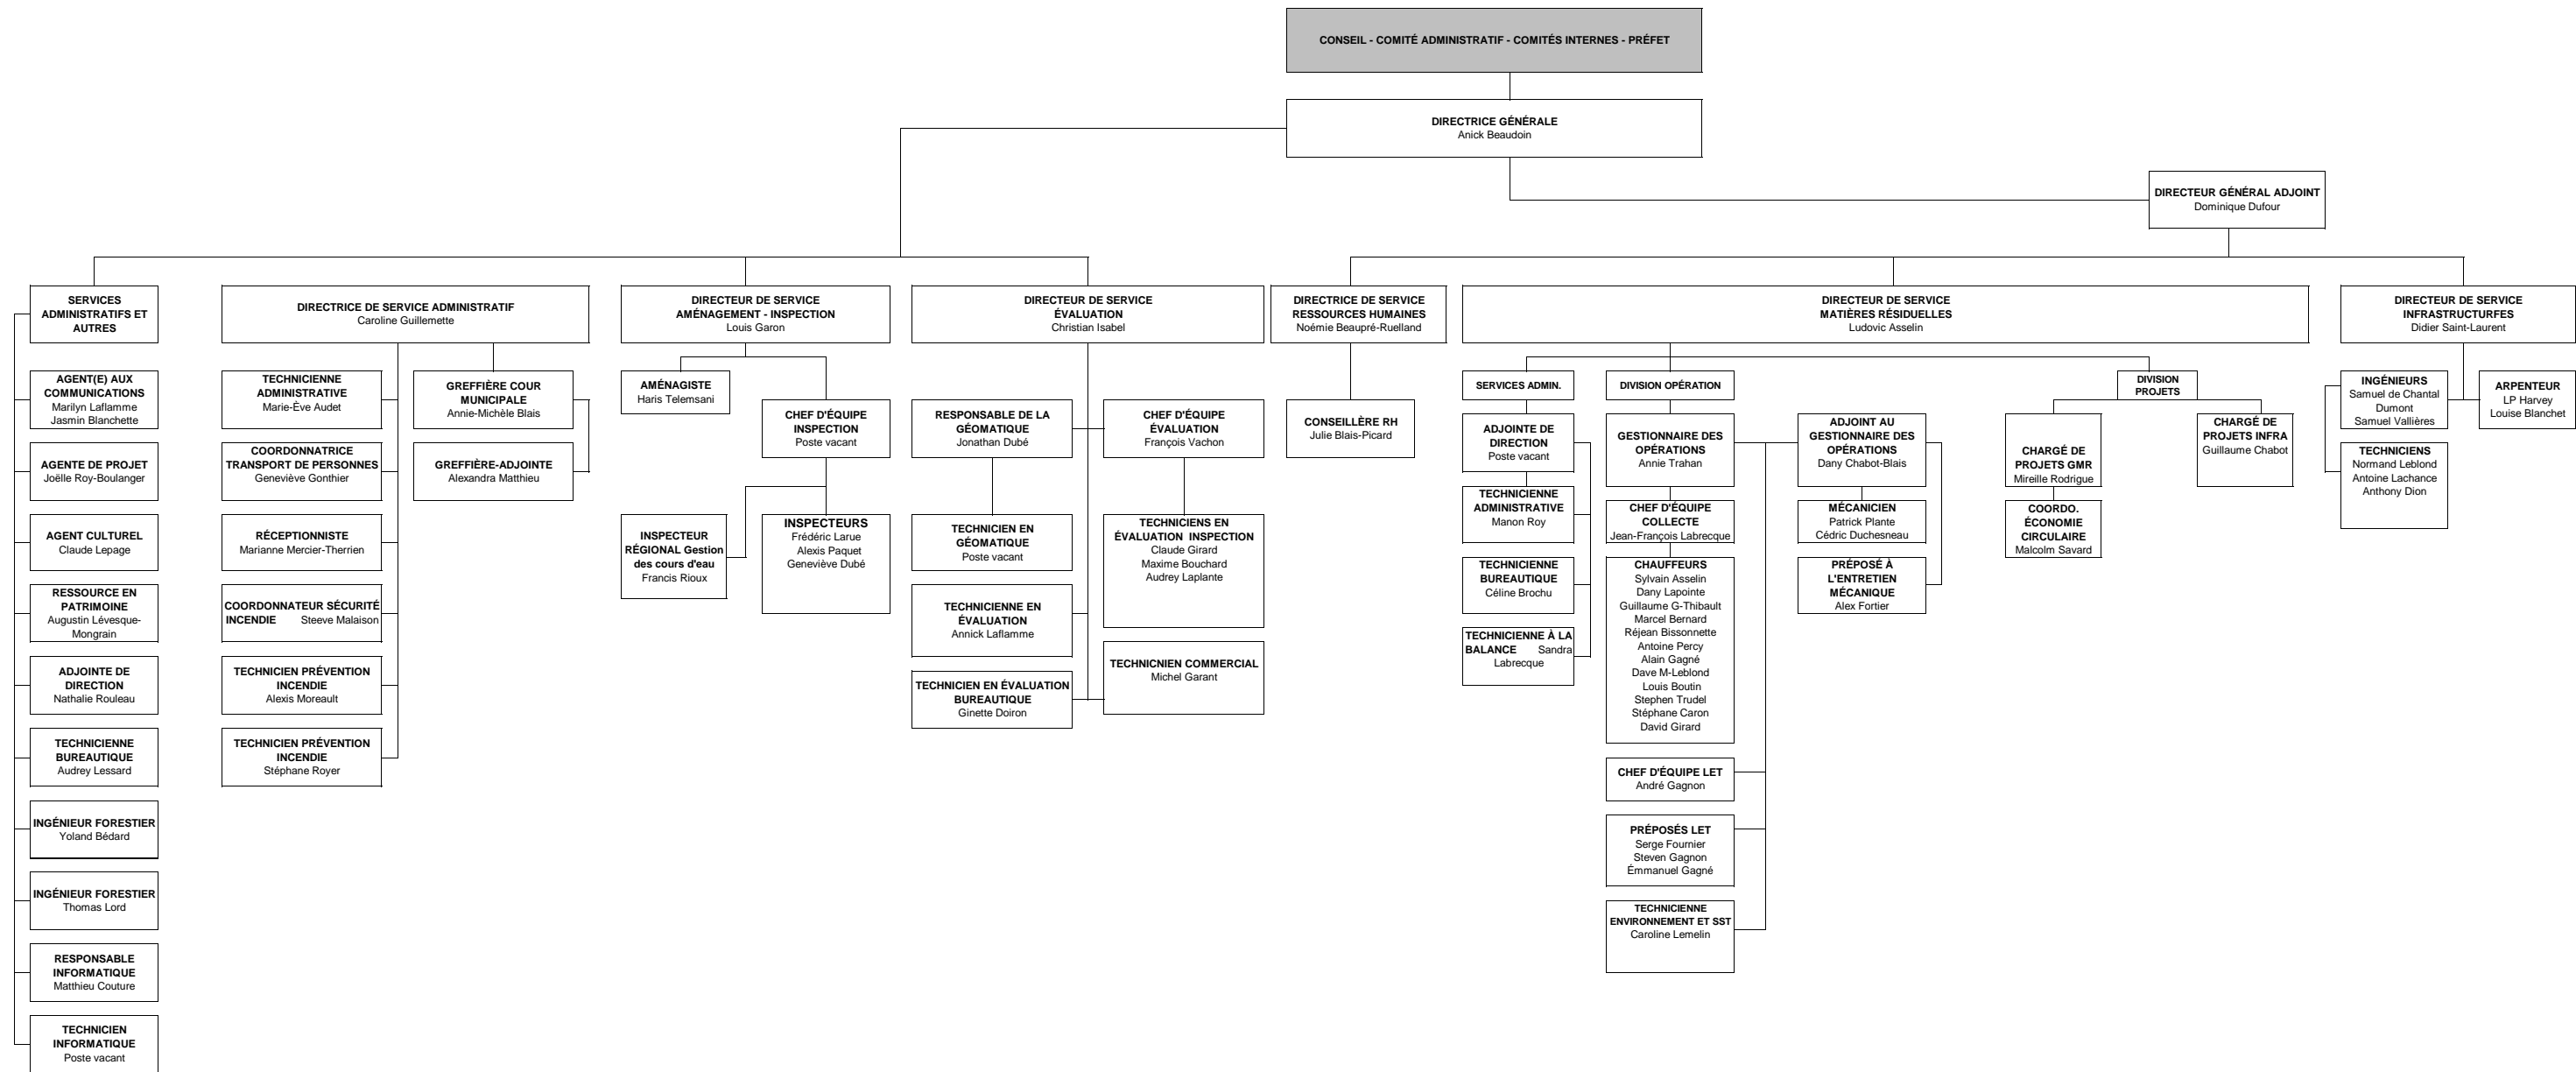 CONSEIL - COMITÉ ADMINISTRATIF - COMITÉS INTERNES - PRÉFET
DIRECTRICE GÉNÉRALE
Anick Beaudoin
DIRECTEUR GÉNÉRAL ADJOINT
Dominique Dufour
SERVICES
ADMINISTRATIFS ET
AUTRES
AGENT(E) AUX
COMMUNICATIONS
Marilyn Laflamme
Jasmin Blanchette
AGENTE DE PROJET
Joëlle Roy-Boulanger
AGENT CULTUREL
Claude Lepage
RESSOURCE EN
PATRIMOINE
Augustin Lévesque-
Mongrain
ADJOINTE DE
DIRECTION
Nathalie Rouleau
TECHNICIENNE
BUREAUTIQUE
Audrey Lessard
INGÉNIEUR FORESTIER
Yoland Bédard
INGÉNIEUR FORESTIER
Thomas Lord
RESPONSABLE
INFORMATIQUE
Matthieu Couture
TECHNICIEN
INFORMATIQUE
Poste vacant
DIRECTRICE DE SERVICE ADMINISTRATIF
Caroline Guillemette
TECHNICIENNE
ADMINISTRATIVE
Marie-Ève Audet
COORDONNATRICE
TRANSPORT DE PERSONNES
Geneviève Gonthier
RÉCEPTIONNISTE
Marianne Mercier-Therrien
COORDONNATEUR SÉCURITÉ
INCENDIE Steeve Malaison
TECHNICIEN PRÉVENTION
INCENDIE
Alexis Moreault
TECHNICIEN PRÉVENTION
INCENDIE
Stéphane Royer
GREFFIÈRE COUR
MUNICIPALE
Annie-Michèle Blais
GREFFIÈRE-ADJOINTE
Alexandra Matthieu
DIRECTEUR DE SERVICE
AMÉNAGEMENT - INSPECTION
Louis Garon
AMÉNAGISTE
Haris Telemsani
CHEF D'ÉQUIPE
INSPECTION
Poste vacant
INSPECTEUR
RÉGIONAL Gestion
des cours d'eau
Francis Rioux
INSPECTEURS
Frédéric Larue
Alexis Paquet
Geneviève Dubé
DIRECTEUR DE SERVICE
ÉVALUATION
Christian Isabel
RESPONSABLE DE LA
GÉOMATIQUE
Jonathan Dubé
CHEF D'ÉQUIPE
ÉVALUATION
François Vachon
TECHNICIEN EN
GÉOMATIQUE
Poste vacant
TECHNICIENS EN
ÉVALUATION INSPECTION
Claude Girard
Maxime Bouchard
Audrey Laplante
TECHNICIENNE EN
ÉVALUATION
Annick Laflamme
TECHNICNIEN COMMERCIAL
Michel Garant
TECHNICIEN EN ÉVALUATION
BUREAUTIQUE
Ginette Doiron
DIRECTRICE DE SERVICE
RESSOURCES HUMAINES
Noémie Beaupré-Ruelland
CONSEILLÈRE RH
Julie Blais-Picard
DIRECTEUR DE SERVICE
MATIÈRES RÉSIDUELLES
Ludovic Asselin
SERVICES ADMIN.
ADJOINTE DE
DIRECTION
Poste vacant
TECHNICIENNE
ADMINISTRATIVE
Manon Roy
TECHNICIENNE
BUREAUTIQUE
Céline Brochu
TECHNICIENNE À LA
BALANCE Sandra
Labrecque
DIVISION OPÉRATION
GESTIONNAIRE DES
OPÉRATIONS
Annie Trahan
CHEF D'ÉQUIPE
COLLECTE
Jean-François Labrecque
CHAUFFEURS
Sylvain Asselin
Dany Lapointe
Guillaume G-Thibault
Marcel Bernard
Réjean Bissonnette
Antoine Percy
Alain Gagné
Dave M-Leblond
Louis Boutin
Stephen Trudel
Stéphane Caron
David Girard
CHEF D'ÉQUIPE LET
André Gagnon
PRÉPOSÉS LET
Serge Fournier
Steven Gagnon
Émmanuel Gagné
TECHNICIENNE
ENVIRONNEMENT ET SST
Caroline Lemelin
ADJOINT AU
GESTIONNAIRE DES
OPÉRATIONS
Dany Chabot-Blais
MÉCANICIEN
Patrick Plante
Cédric Duchesneau
PRÉPOSÉ À
L'ENTRETIEN
MÉCANIQUE
Alex Fortier
DIVISION
PROJETS
CHARGÉ DE
PROJETS GMR
Mireille Rodrigue
COORDO.
ÉCONOMIE
CIRCULAIRE
Malcolm Savard
CHARGÉ DE
PROJETS INFRA
Guillaume Chabot
DIRECTEUR DE SERVICE
INFRASTRUCTURFES
Didier Saint-Laurent
INGÉNIEURS
Samuel de Chantal
Dumont
Samuel Vallières
ARPENTEUR
LP Harvey
Louise Blanchet
TECHNICIENS
Normand Leblond
Antoine Lachance
Anthony Dion